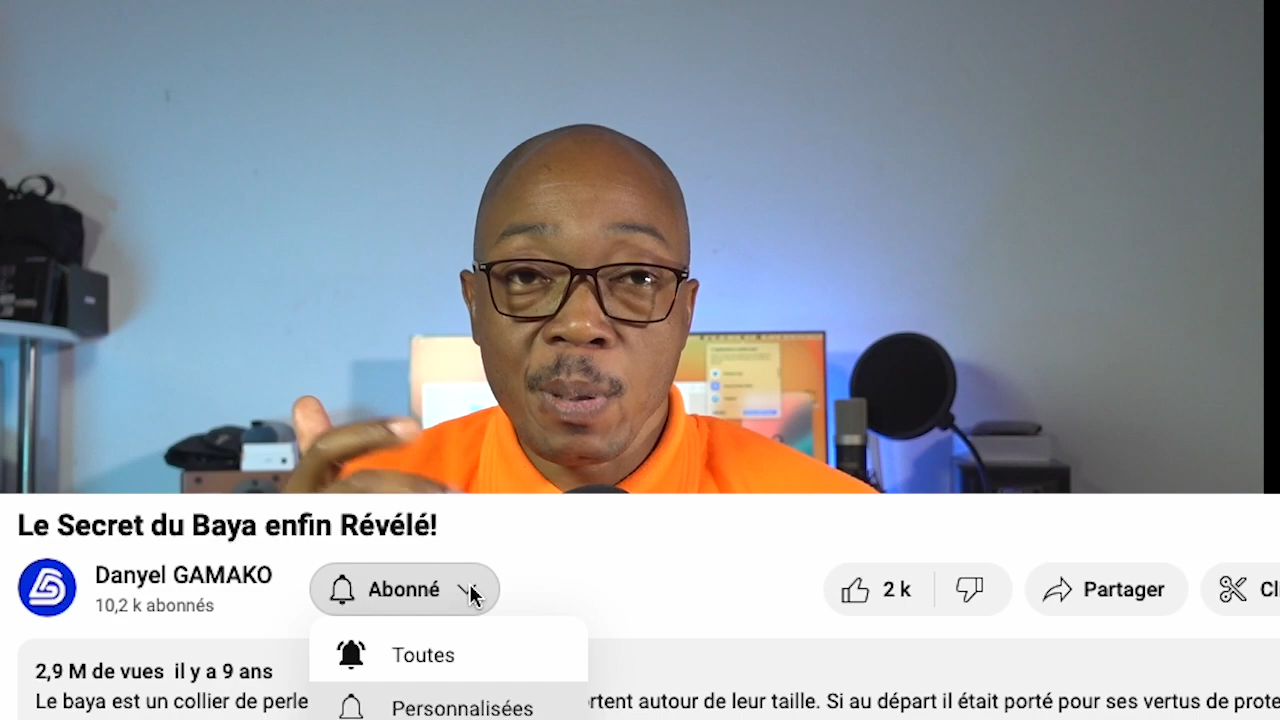 Le Secret du Baya enfin Révélé!
Danyel GAMAKO
10,2 k abonnés
Abonné
2 k
Partager
Toutes
2,9 M de vues il y a 9 ans
Le baya est un collier de perle
rtent autour de leur taille. Si au départ il était porté pour ses vertus de prote
Personnalisées